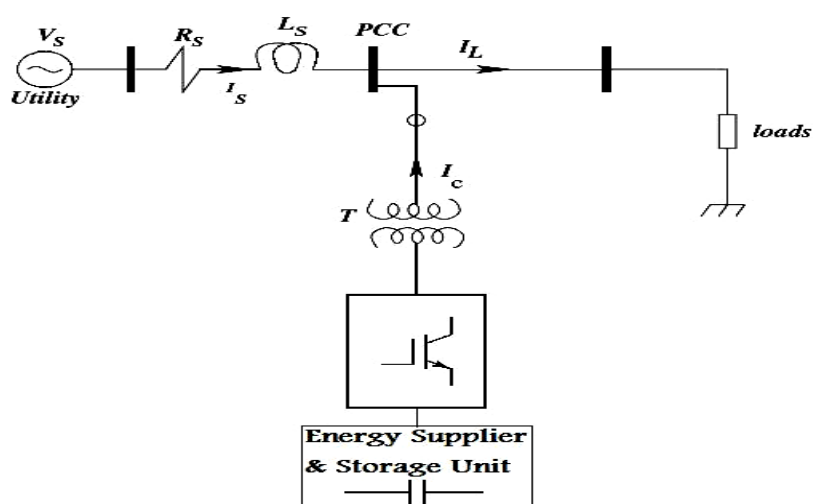 V_S
Utility
R_S
I_S
L_S
PCC
I_L
loads
I_c
T
Energy Supplier
& Storage Unit